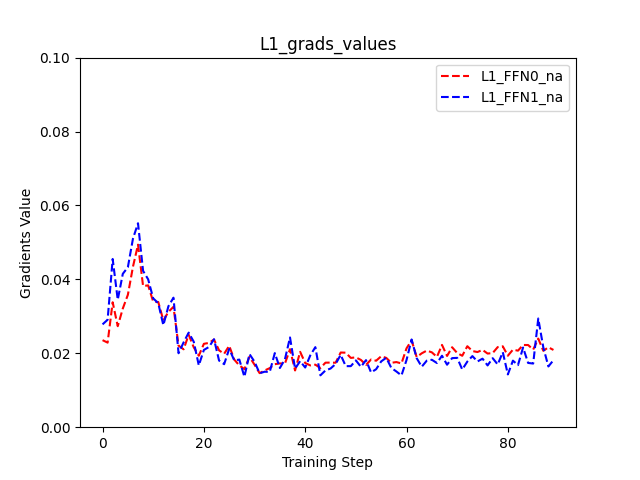 L1_grads_values
L1_FFN0_na
L1_FFN1_na
Gradients Value
0.10
0.08
0.06
0.04
0.02
0.00
0 20 40 60 80
Training Step